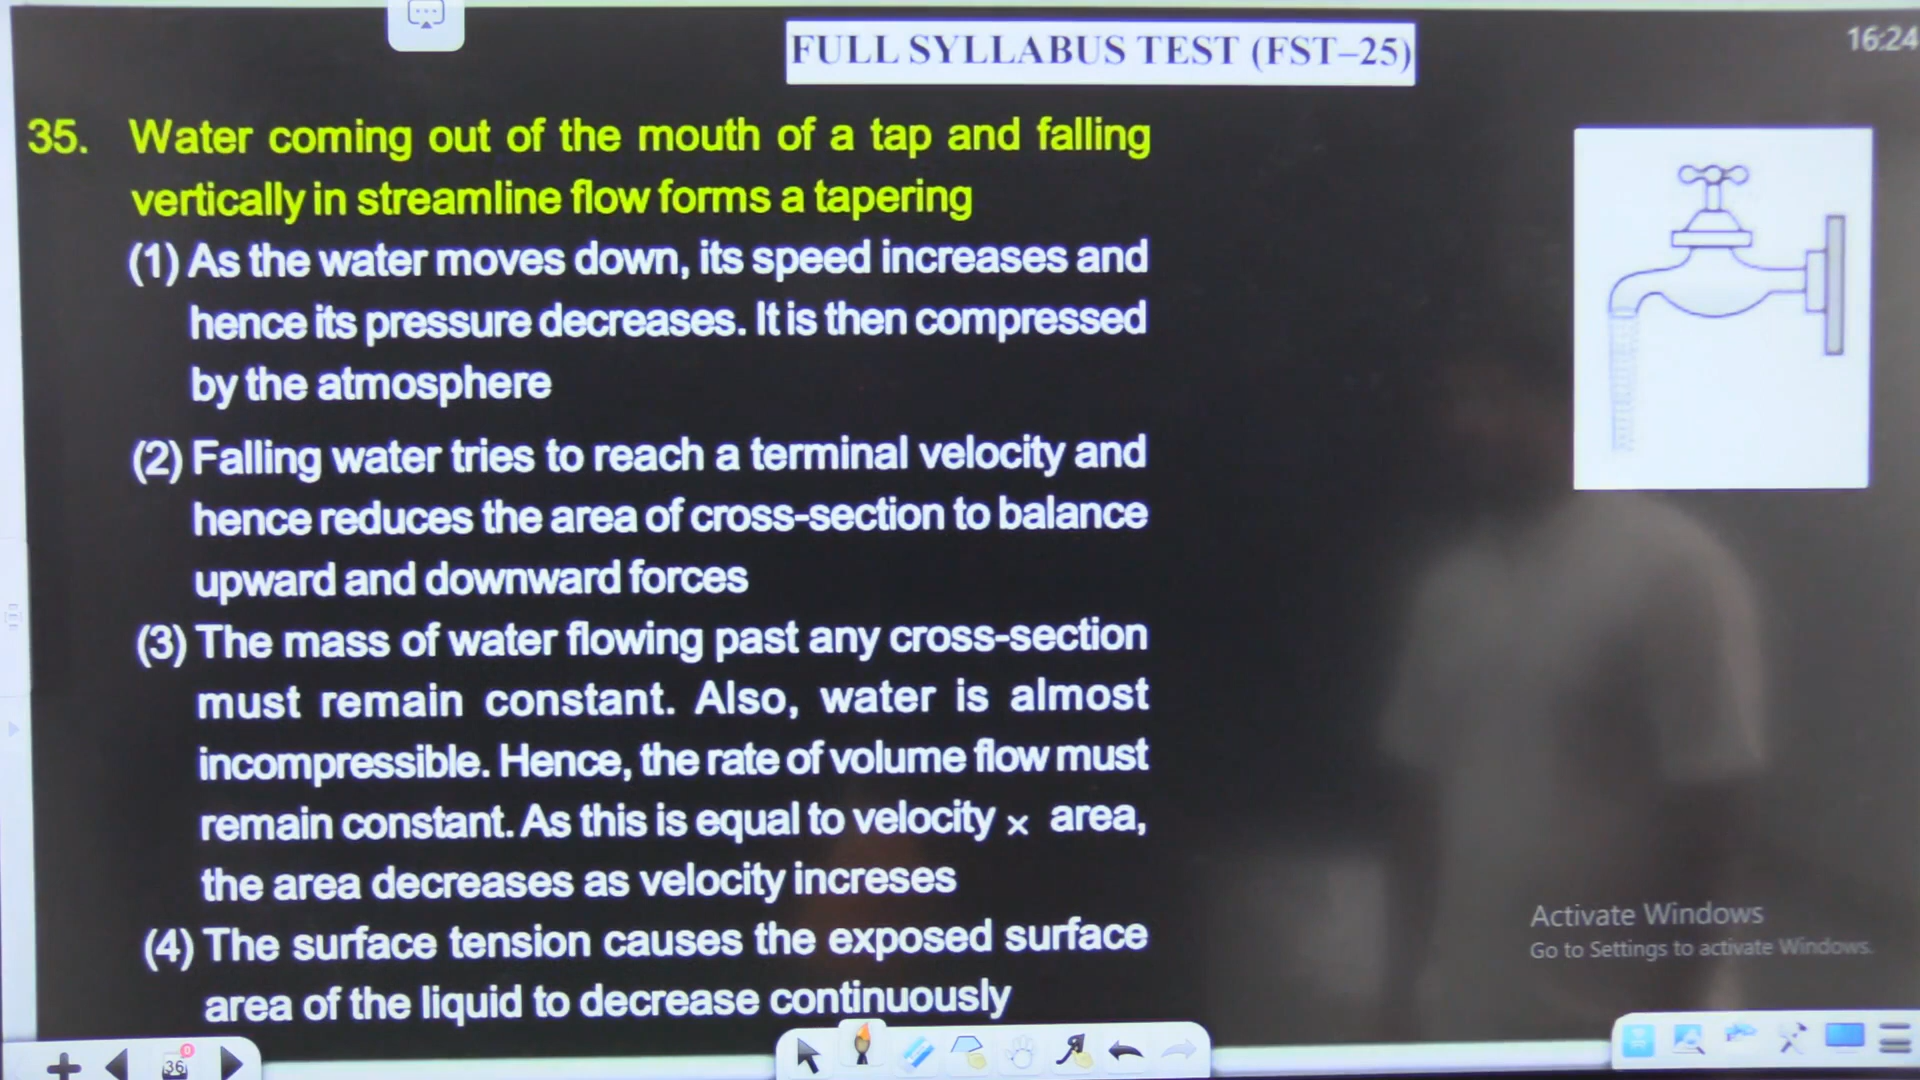 FULL SYLLABUS TEST (FST–25)
16:24
35. Water coming out of the mouth of a tap and falling
vertically in streamline flow forms a tapering
(1) As the water moves down, its speed increases and
hence its pressure decreases. It is then compressed
by the atmosphere
(2) Falling water tries to reach a terminal velocity and
hence reduces the area of cross-section to balance
upward and downward forces
(3) The mass of water flowing past any cross-section
must remain constant. Also, water is almost
incompressible. Hence, the rate of volume flow must
remain constant. As this is equal to velocity × area,
the area decreases as velocity increses
(4) The surface tension causes the exposed surface
area of the liquid to decrease continuously
Activate Windows
Go to Settings to activate Windows.
36
0